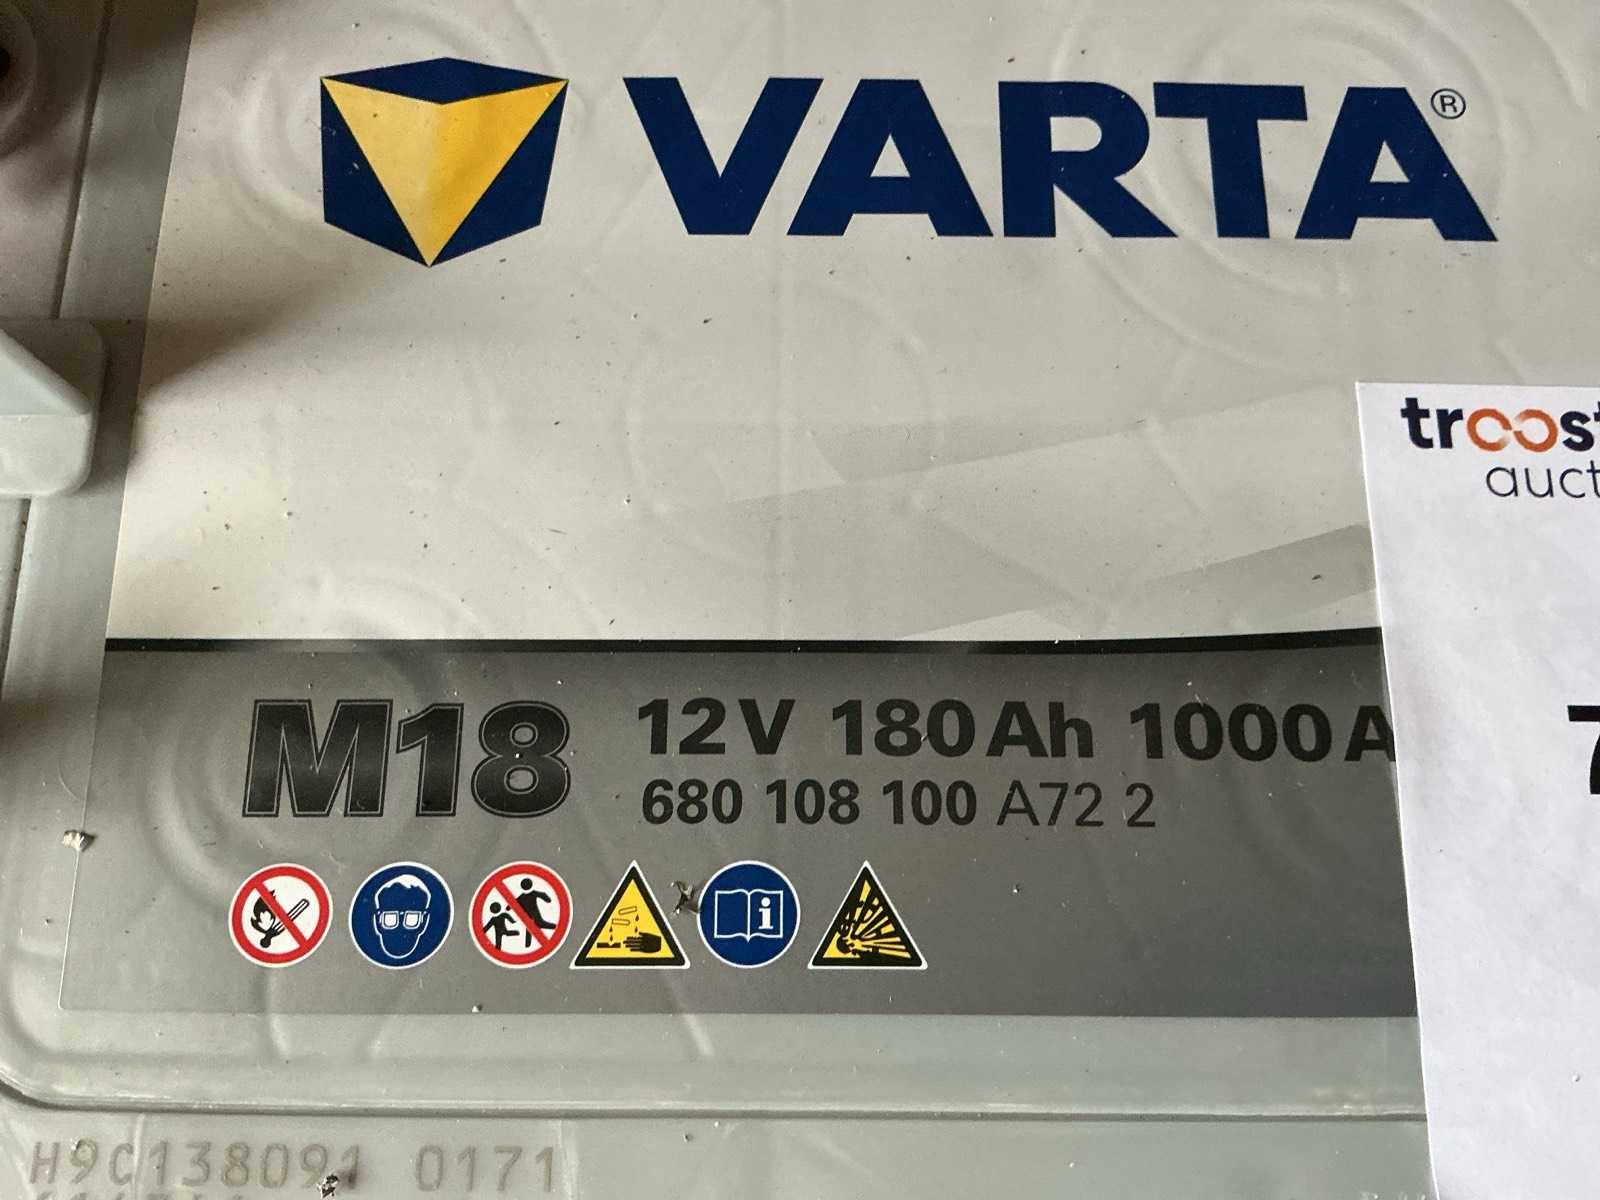 VARTA®
troost
auct
M18 12V 180Ah 1000A
680 108 100 A72 2
i
H9C138091 0171